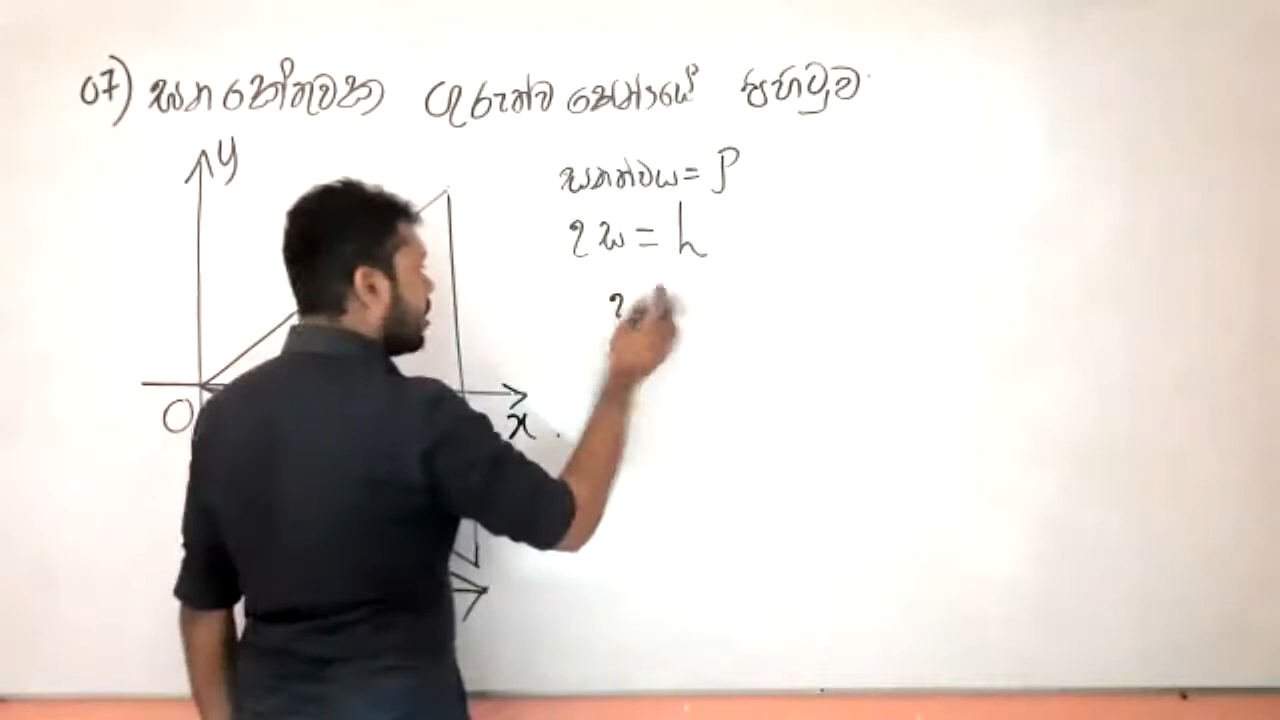 07) ඝන කේතුවක ගුරුත්ව කේන්ද්‍රයේ පිහිටුව
y
ඝනත්වය = ρ
උස = h
O
x